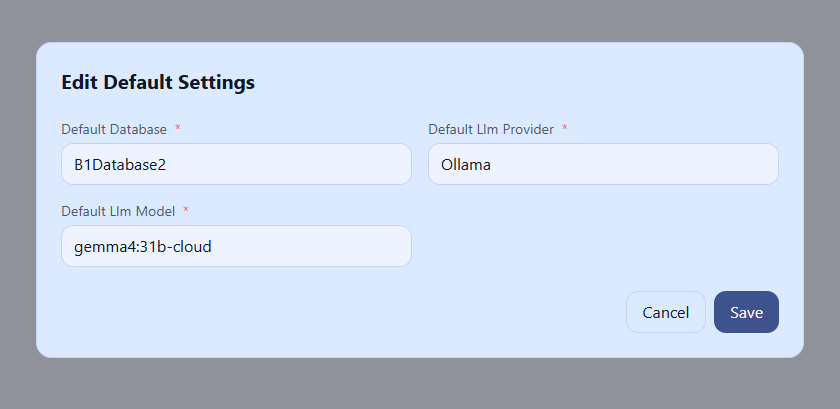 Edit Default Settings
Default Database *
Default Llm Provider *
B1Database2
Ollama
Default Llm Model *
gemma4:31b-cloud
Cancel
Save